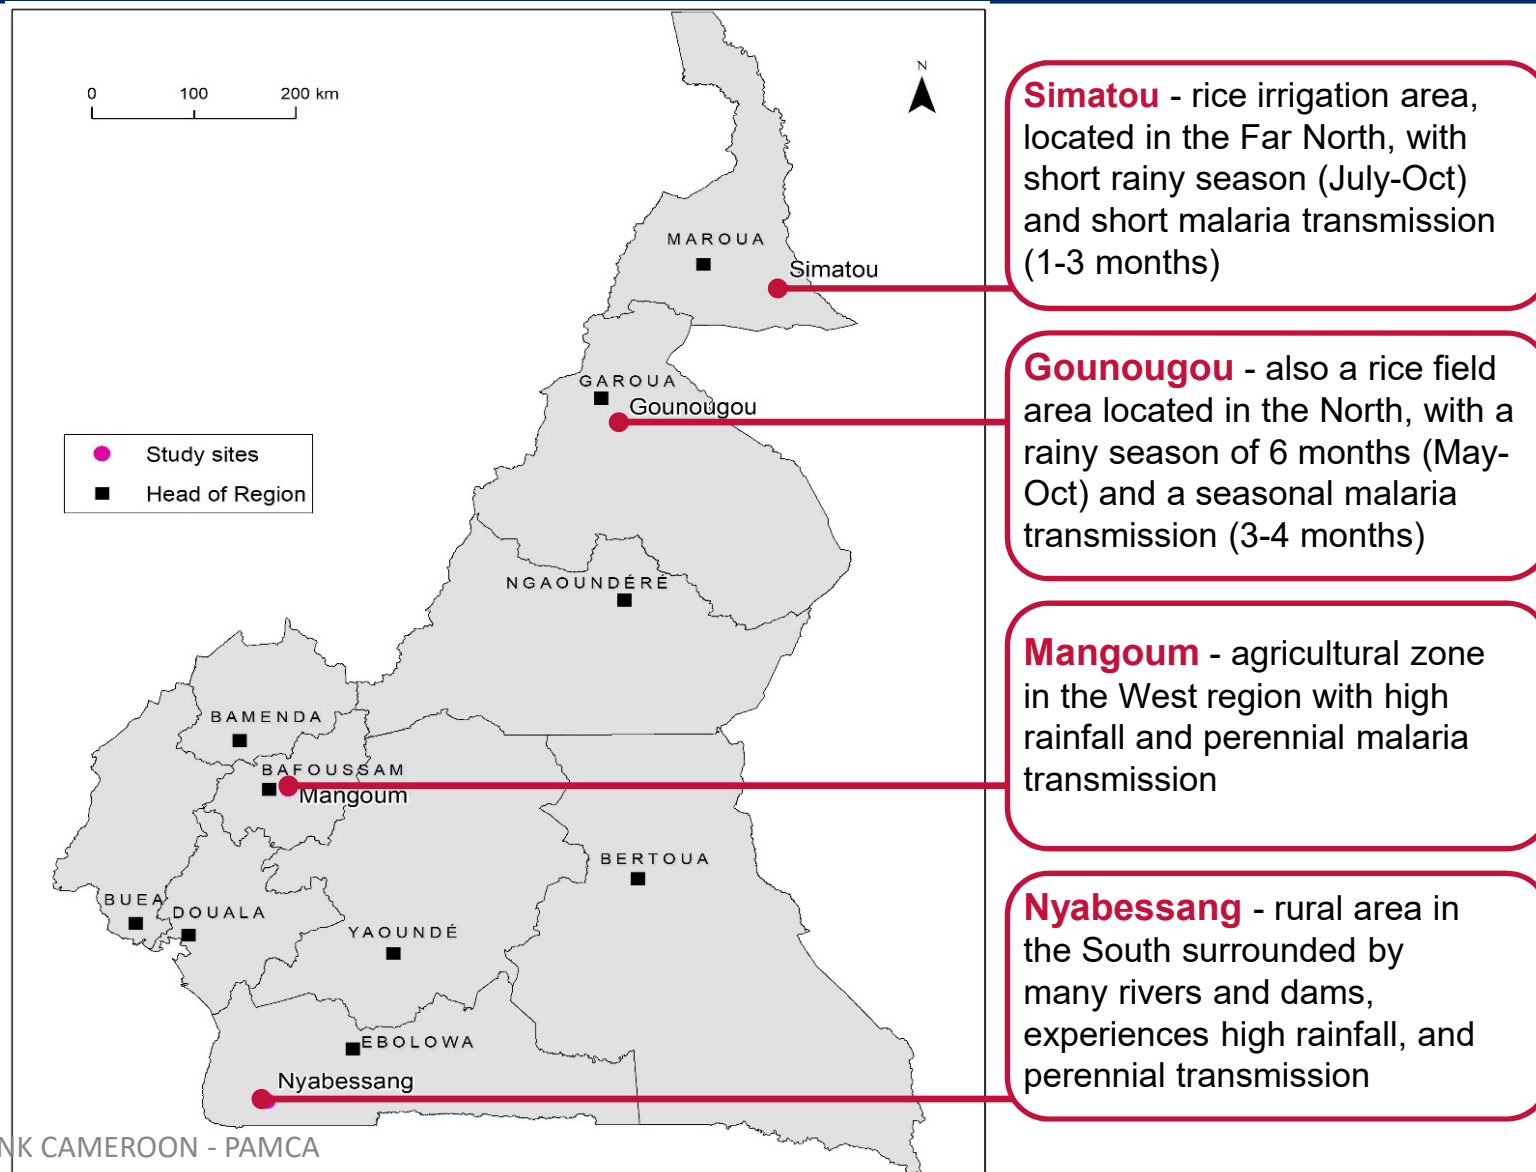 0 100 200 km
N
MAROUA
Simatou
GAROUA
Gounougou
Study sites
Head of Region
NGAOUNDÉRÉ
BAMENDA
BAFOUSSAM
Mangoum
BERTOUA
BUEA
DOUALA
YAOUNDÉ
EBOLOWA
Nyabessang
Simatou - rice irrigation area,
located in the Far North, with
short rainy season (July-Oct)
and short malaria transmission
(1-3 months)
Gounougou - also a rice field
area located in the North, with a
rainy season of 6 months (May-
Oct) and a seasonal malaria
transmission (3-4 months)
Mangoum - agricultural zone
in the West region with high
rainfall and perennial malaria
transmission
Nyabessang - rural area in
the South surrounded by
many rivers and dams,
experiences high rainfall, and
perennial transmission
NK CAMEROON - PAMCA